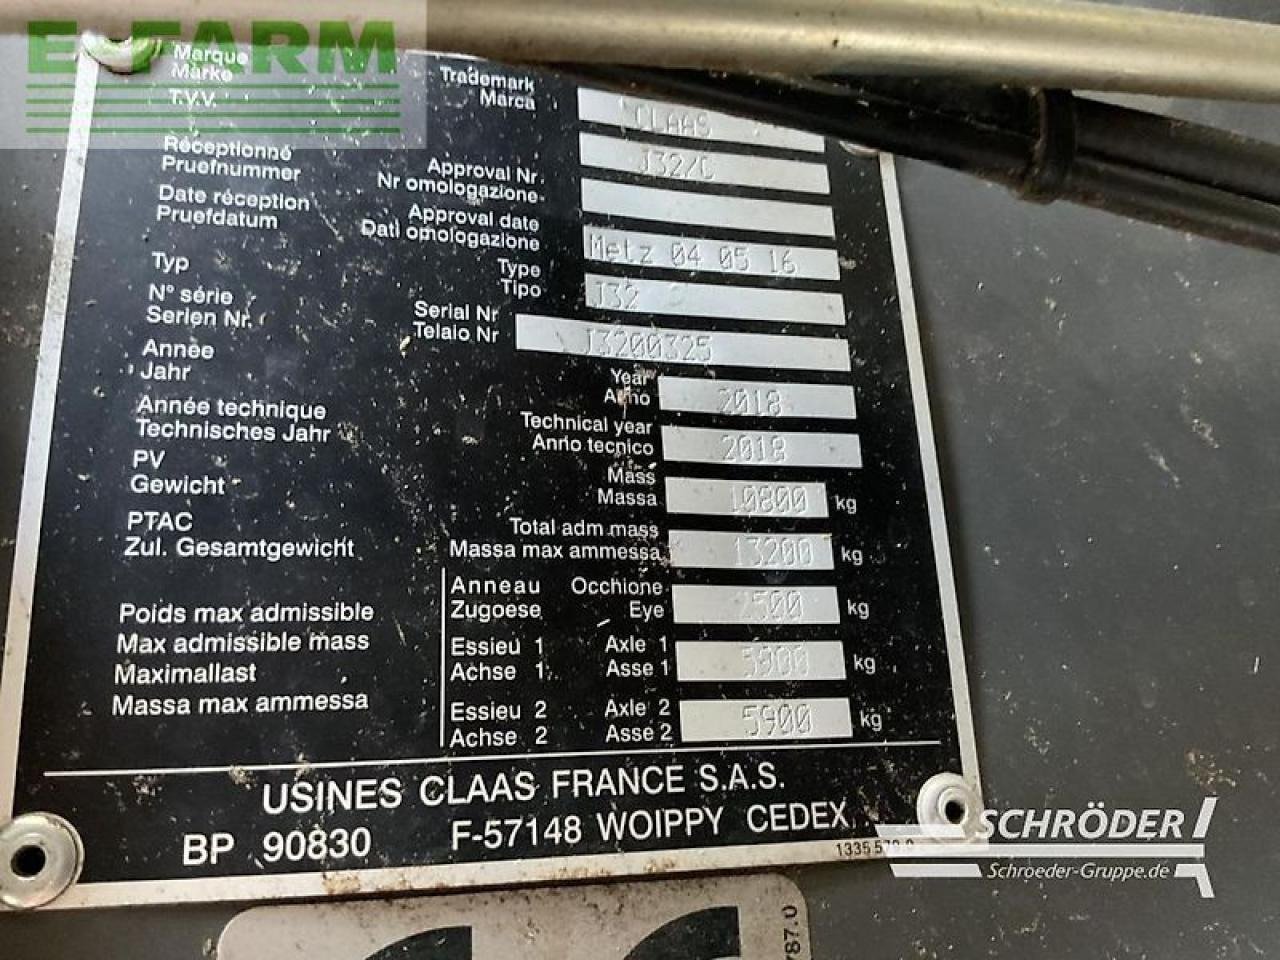 E-FARM
Marque
Marke
Trademark
Marca
CLAAS
T.V.V.
J32/C
Réceptionné
Pruefnummer
Approval Nr.
Nr omologazione
Date réception
Pruefdatum
Approval date
Dati omologazione
Metz 04 05 16
Typ
Type
Tipo
J32
N° série
Serien Nr.
Serial Nr
Telaio Nr
J3200325
Année
Jahr
Year
Anno
2018
Année technique
Technisches Jahr
Technical year
Anno tecnico
2018
PV
Gewicht
Mass
Massa
10800 kg
PTAC
Zul. Gesamtgewicht
Total adm mass
Massa max ammessa
13200 kg
Poids max admissible
Max admissible mass
Maximallast
Massa max ammessa
Anneau Occhione
Zugoese Eye
2500 kg
Essieu 1 Axle 1
Achse 1 Asse 1
5900 kg
Essieu 2 Axle 2
Achse 2 Asse 2
5900 kg
USINES CLAAS FRANCE S.A.S.
BP 90830 F-57148 WOIPPY CEDEX
SCHRÖDER
Schroeder-Gruppe.de